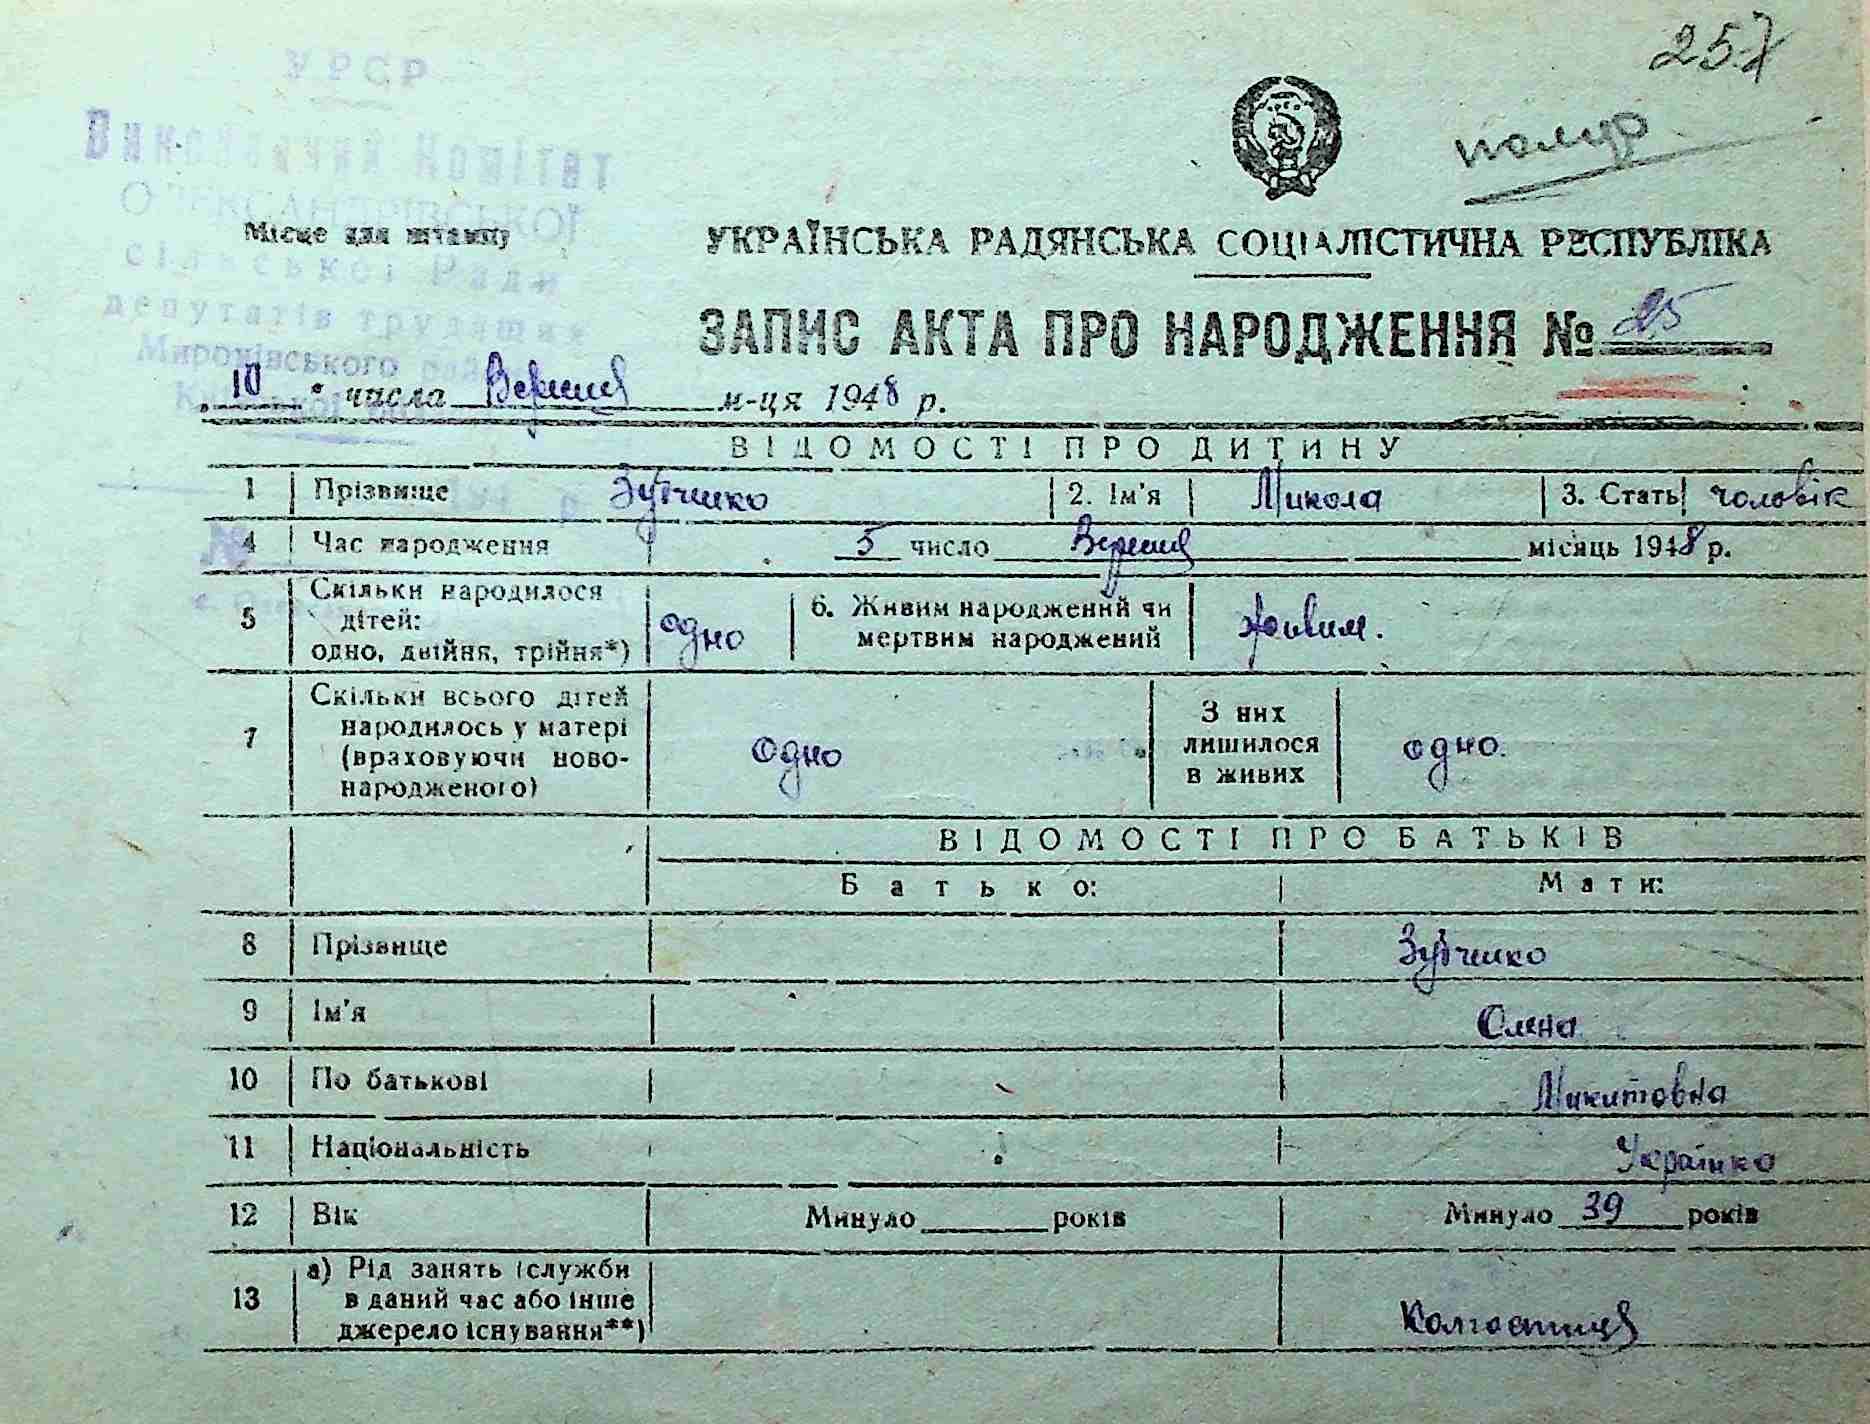 257
помер
УРСР
Виконавчий Комітет
ОЛЕКСАНДРІВСЬКОЇ
сільської Ради
депутатів трудящих
Миронівського
Місце для штампу
УКРАЇНСЬКА РАДЯНСЬКА СОЦІАЛІСТИЧНА РЕСПУБЛІКА
ЗАПИС АКТА ПРО НАРОДЖЕННЯ № 25
„10“ числа Вересня м-ця 1948 р.
ВІДОМОСТІ ПРО ДИТИНУ
1 Прізвище 2. Ім'я Микола 3. Стать чоловік
4 Час народження 5 число Вересня місяць 1948 р.
5 Скільки народилося
дітей:
одно, двійня, трійня*) одно
6. Живим народжений чи
мертвим народжений живим.
7 Скільки всього дітей
народилось у матері
(враховуючи ново-
народженого) одно
З них
лишилося
в живих одно.
ВІДОМОСТІ ПРО БАТЬКІВ
Батько: Мати:
8 Прізвище
9 Ім'я Олена
10 По батькові Микитовна
11 Національність Українка
12 Вік Минуло ______ років Минуло 39 років
13 а) Рід занять (служби
в даний час або інше
джерело існування**) Колгоспниця